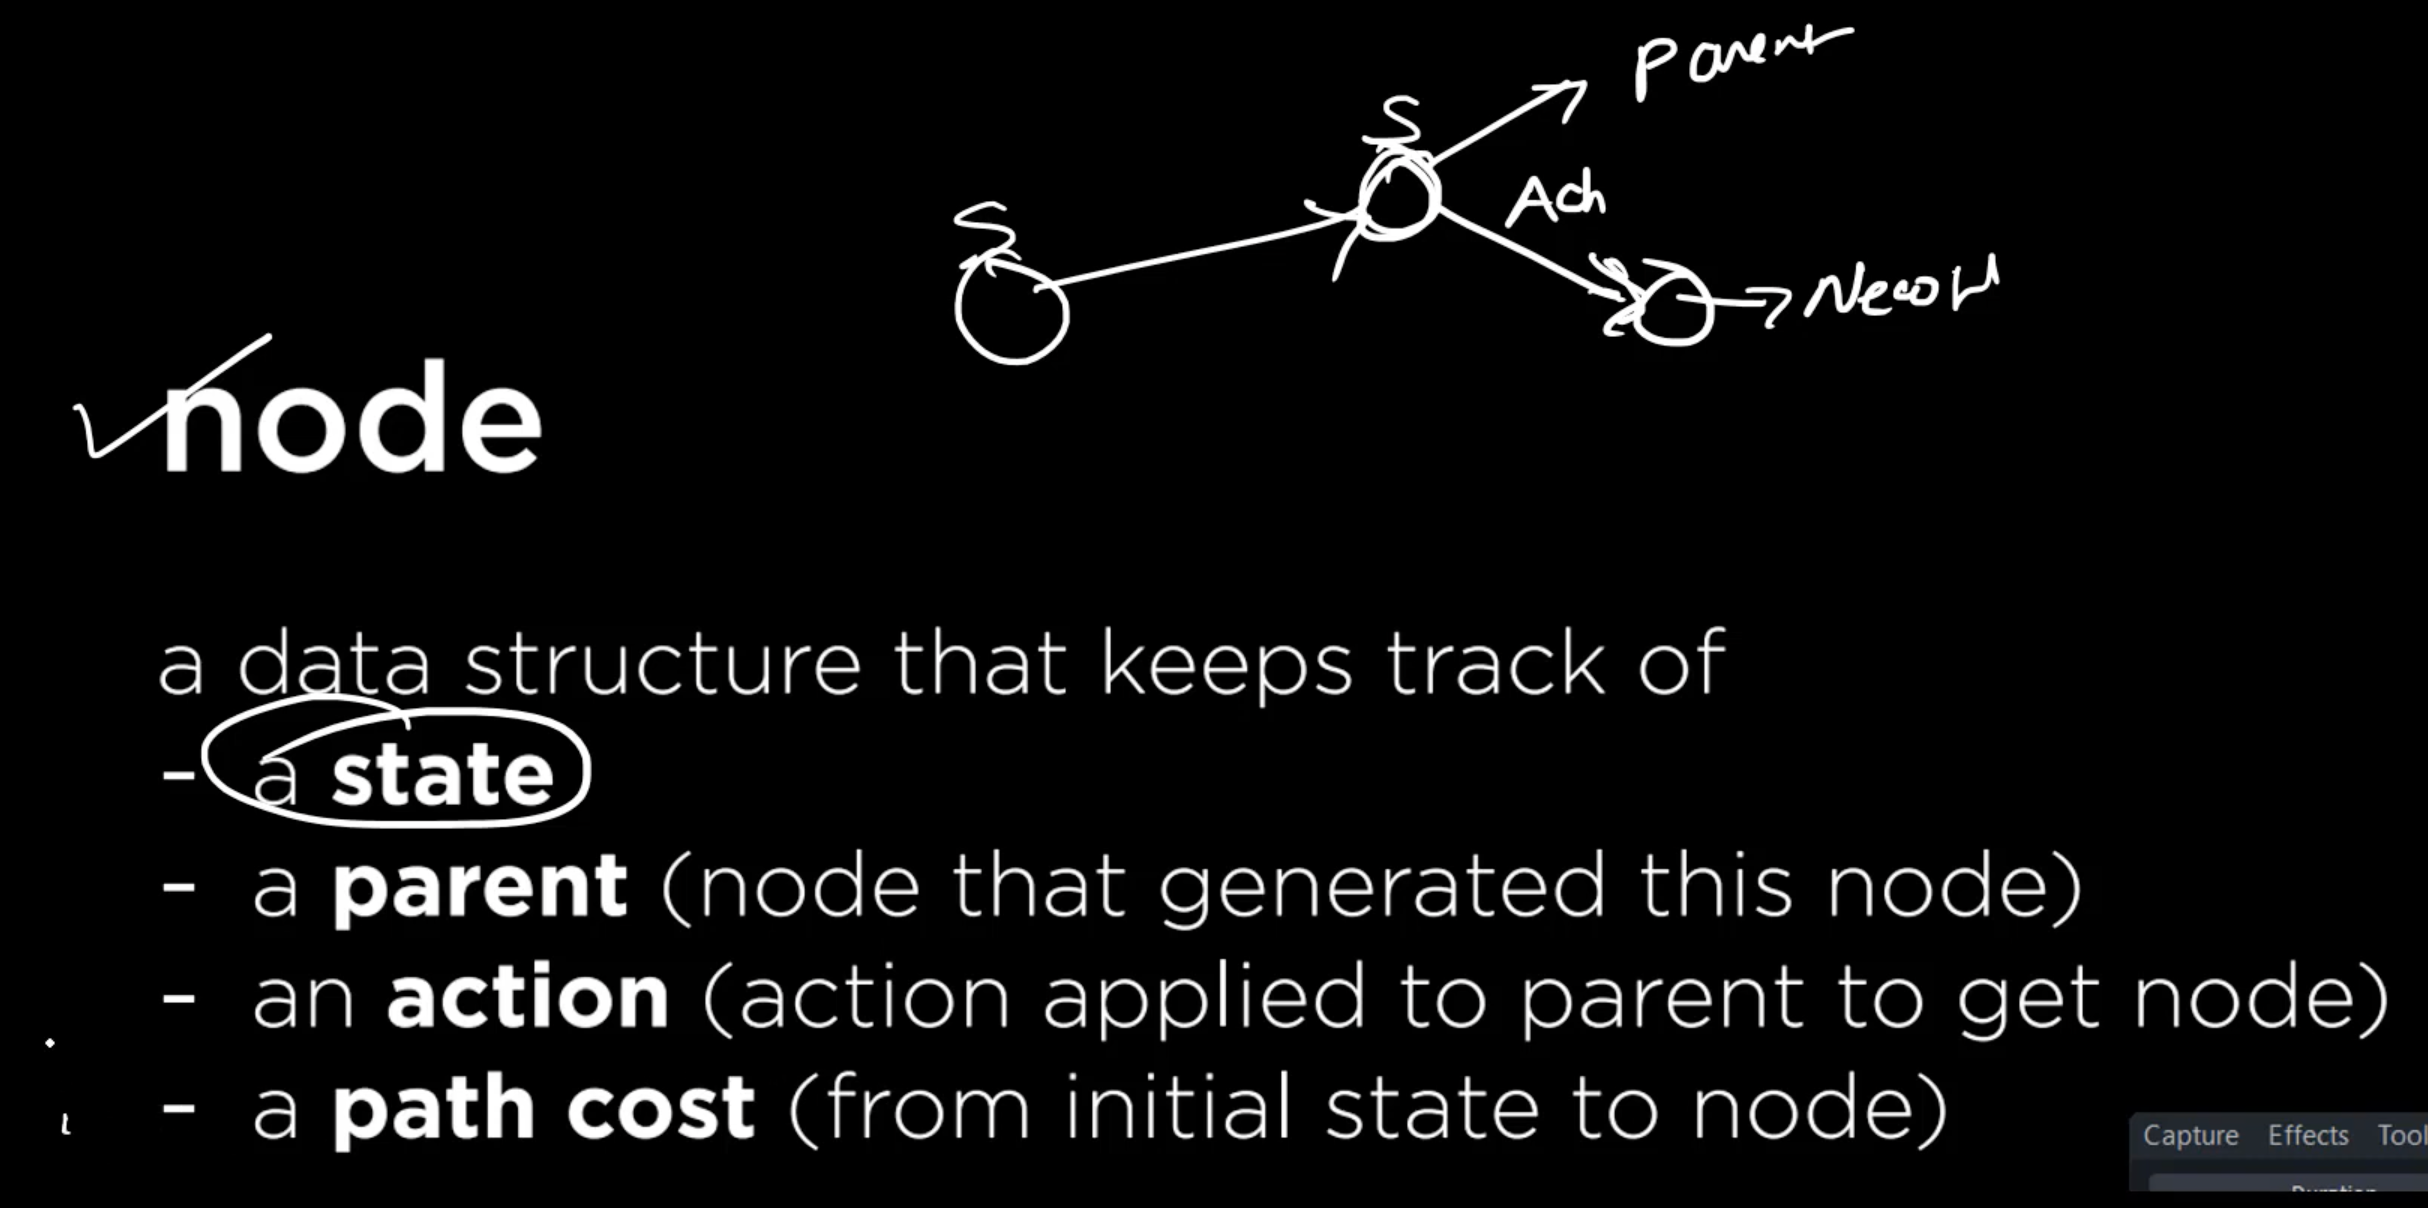 Parent
S
Ach
S
node
a data structure that keeps track of
- a state
- a parent (node that generated this node)
- an action (action applied to parent to get node)
- a path cost (from initial state to node)
Capture Effects Tool